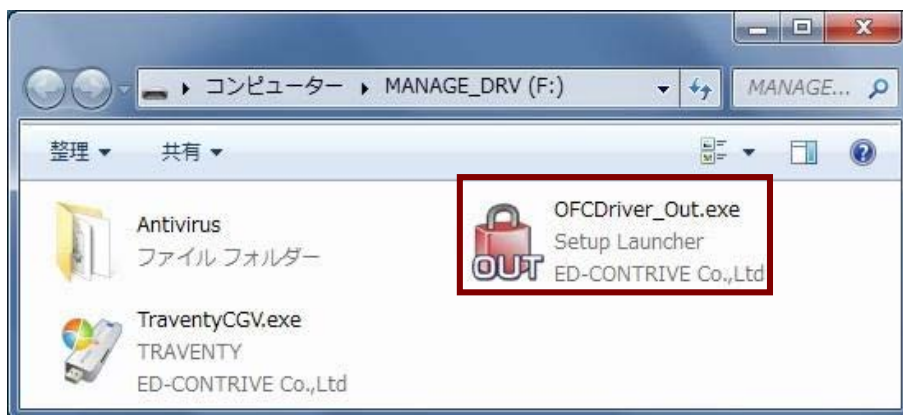 コンピューター ▸ MANAGE_DRV (F:)
MANAGE...
整理
共有
Antivirus
ファイル フォルダー
OUT
OFCDriver_Out.exe
Setup Launcher
ED-CONTRIVE Co.,Ltd
TraventyCGV.exe
TRAVENTY
ED-CONTRIVE Co.,Ltd